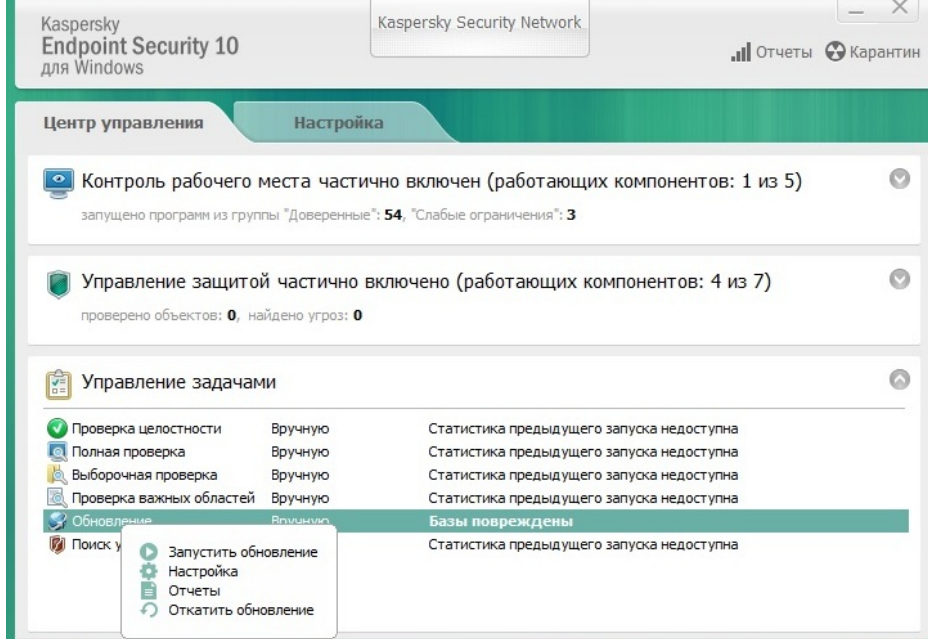 Kaspersky
Endpoint Security 10
для Windows
Kaspersky Security Network
Отчеты
Карантин
Центр управления
Настройка
Контроль рабочего места частично включен (работающих компонентов: 1 из 5)
запущено программ из группы "Доверенные": 54, "Слабые ограничения": 3
Управление защитой частично включено (работающих компонентов: 4 из 7)
проверено объектов: 0, найдено угроз: 0
Управление задачами
Проверка целостности Вручную Статистика предыдущего запуска недоступна
Полная проверка Вручную Статистика предыдущего запуска недоступна
Выборочная проверка Вручную Статистика предыдущего запуска недоступна
Проверка важных областей Вручную Статистика предыдущего запуска недоступна
Обновление Вручную Базы повреждены
Поиск у Статистика предыдущего запуска недоступна
Запустить обновление
Настройка
Отчеты
Откатить обновление